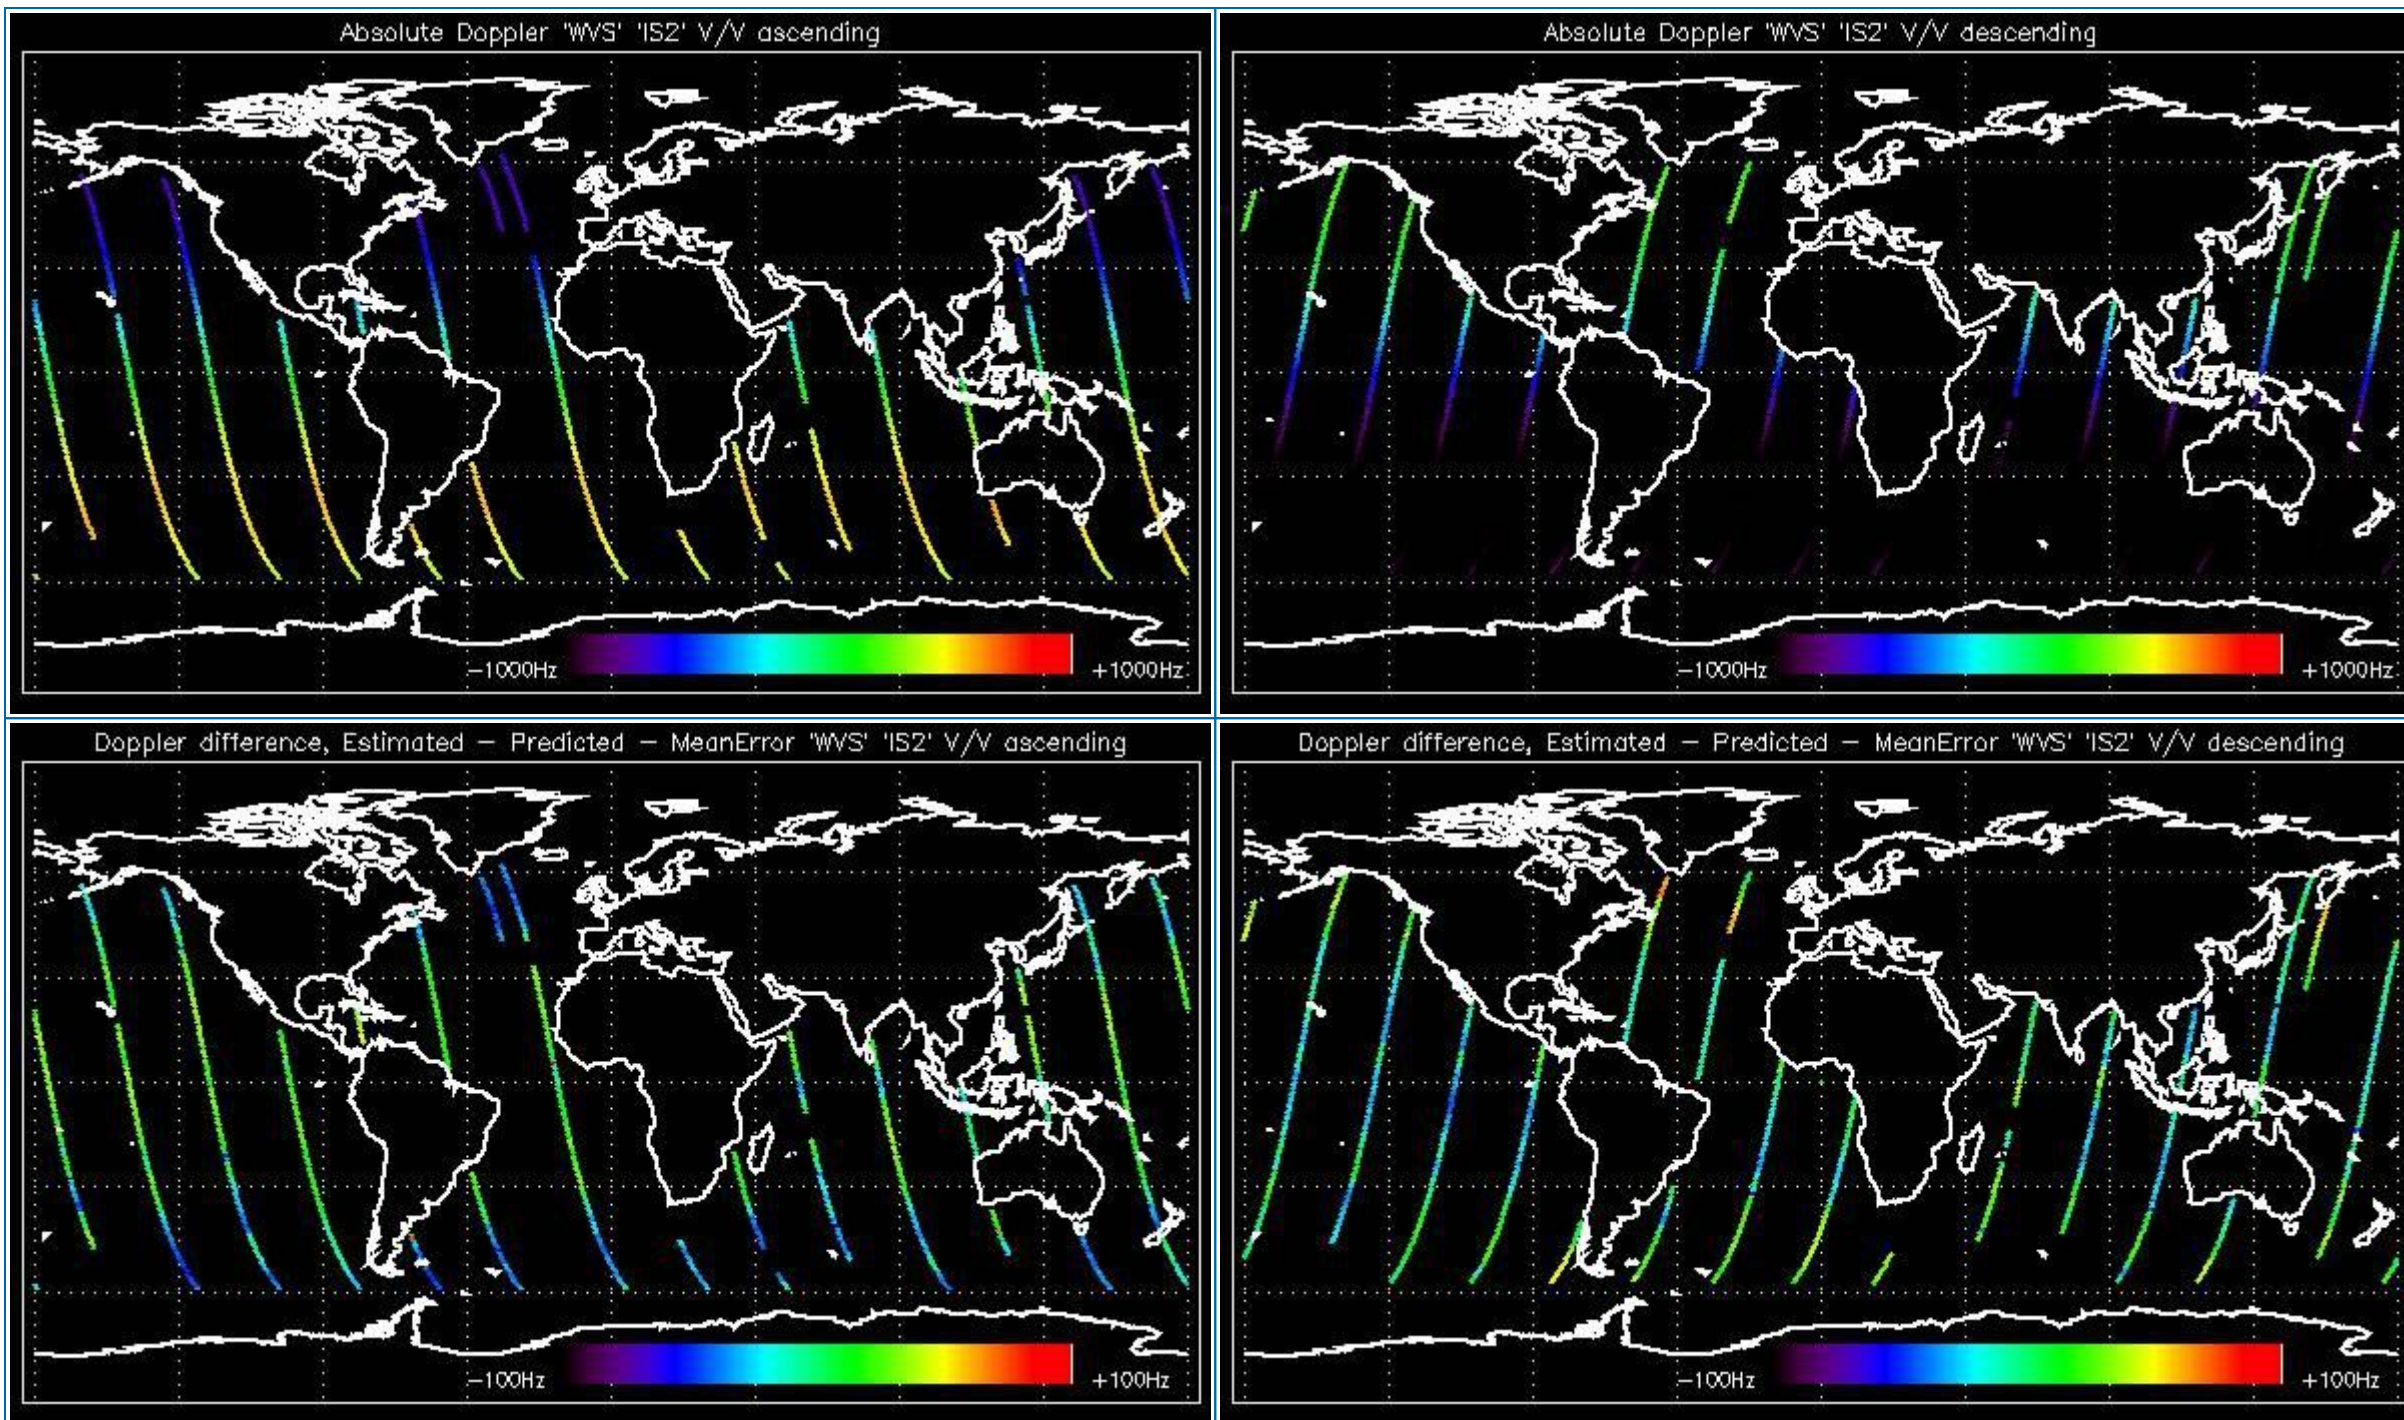 Absolute Doppler 'WVS' 'IS2' V/V ascending
-1000Hz
+1000Hz
Absolute Doppler 'WVS' 'IS2' V/V descending
-1000Hz
+1000Hz
Doppler difference, Estimated - Predicted - MeanError 'WVS' 'IS2' V/V ascending
-100Hz
+100Hz
Doppler difference, Estimated - Predicted - MeanError 'WVS' 'IS2' V/V descending
-100Hz
+100Hz